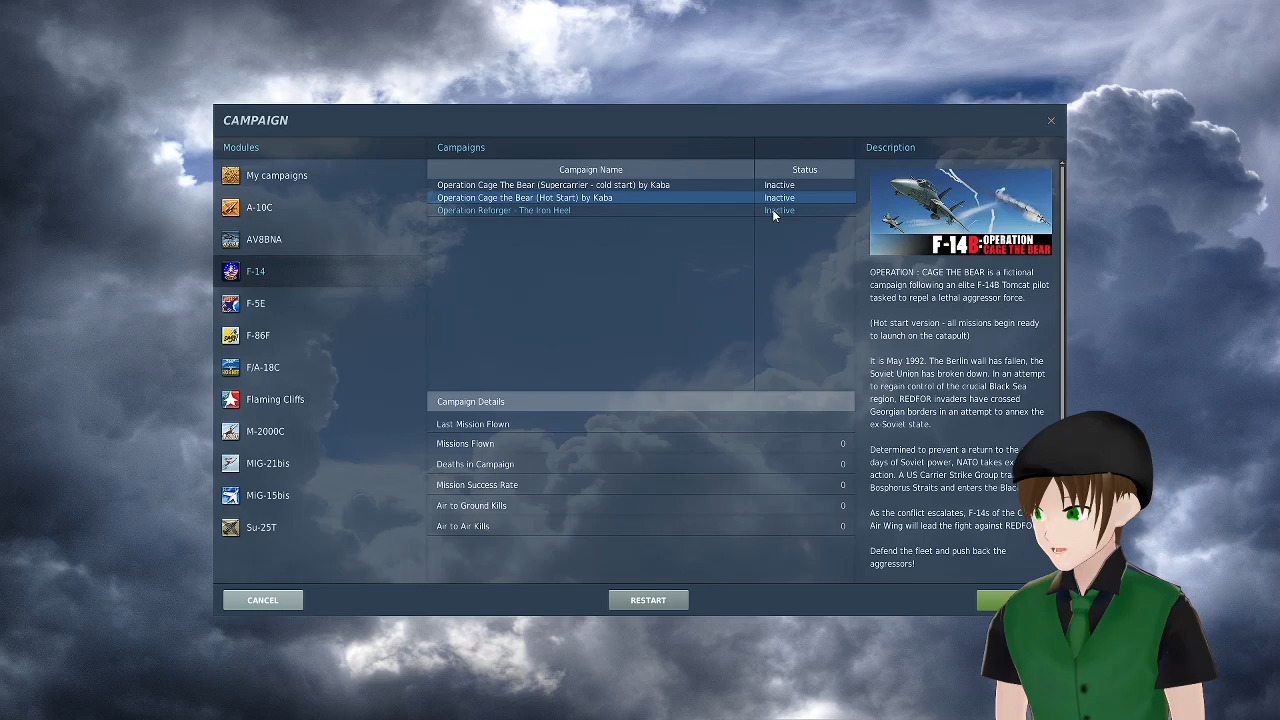 CAMPAIGN
Modules
Campaigns
Description
My campaigns
A-10C
AV8BNA
F-14
F-5E
F-86F
F/A-18C
Flaming Cliffs
M-2000C
MIG-21bis
MiG-15bis
Su-25T
Campaign Name Status
Operation Cage The Bear (Supercarrier - cold start) by Kaba Inactive
Operation Cage the Bear (Hot Start) by Kaba Inactive
Operation Reforger - The Iron Heel Inactive
Campaign Details
Last Mission Flown
Missions Flown 0
Deaths in Campaign 0
Mission Success Rate 0
Air to Ground Kills 0
Air to Air Kills 0
F-14B: OPERATION
CAGE THE BEAR
OPERATION : CAGE THE BEAR is a fictional
campaign following an elite F-14B Tomcat pilot
tasked to repel a lethal aggressor force.
(Hot start version - all missions begin ready
to launch on the catapult)
It is May 1992. The Berlin wall has fallen, the
Soviet Union has broken down. In an attempt
to regain control of the crucial Black Sea
region. REDFOR invaders have crossed
Georgian borders in an attempt to annex the
ex-Soviet state.
Determined to prevent a return to the
days of Soviet power, NATO takes
action. A US Carrier Strike Group
Bosphorus Straits and enters the
As the conflict escalates, F-14s of the
Air Wing will lead the fight against
Defend the fleet and push back the
aggressors!
CANCEL
RESTART